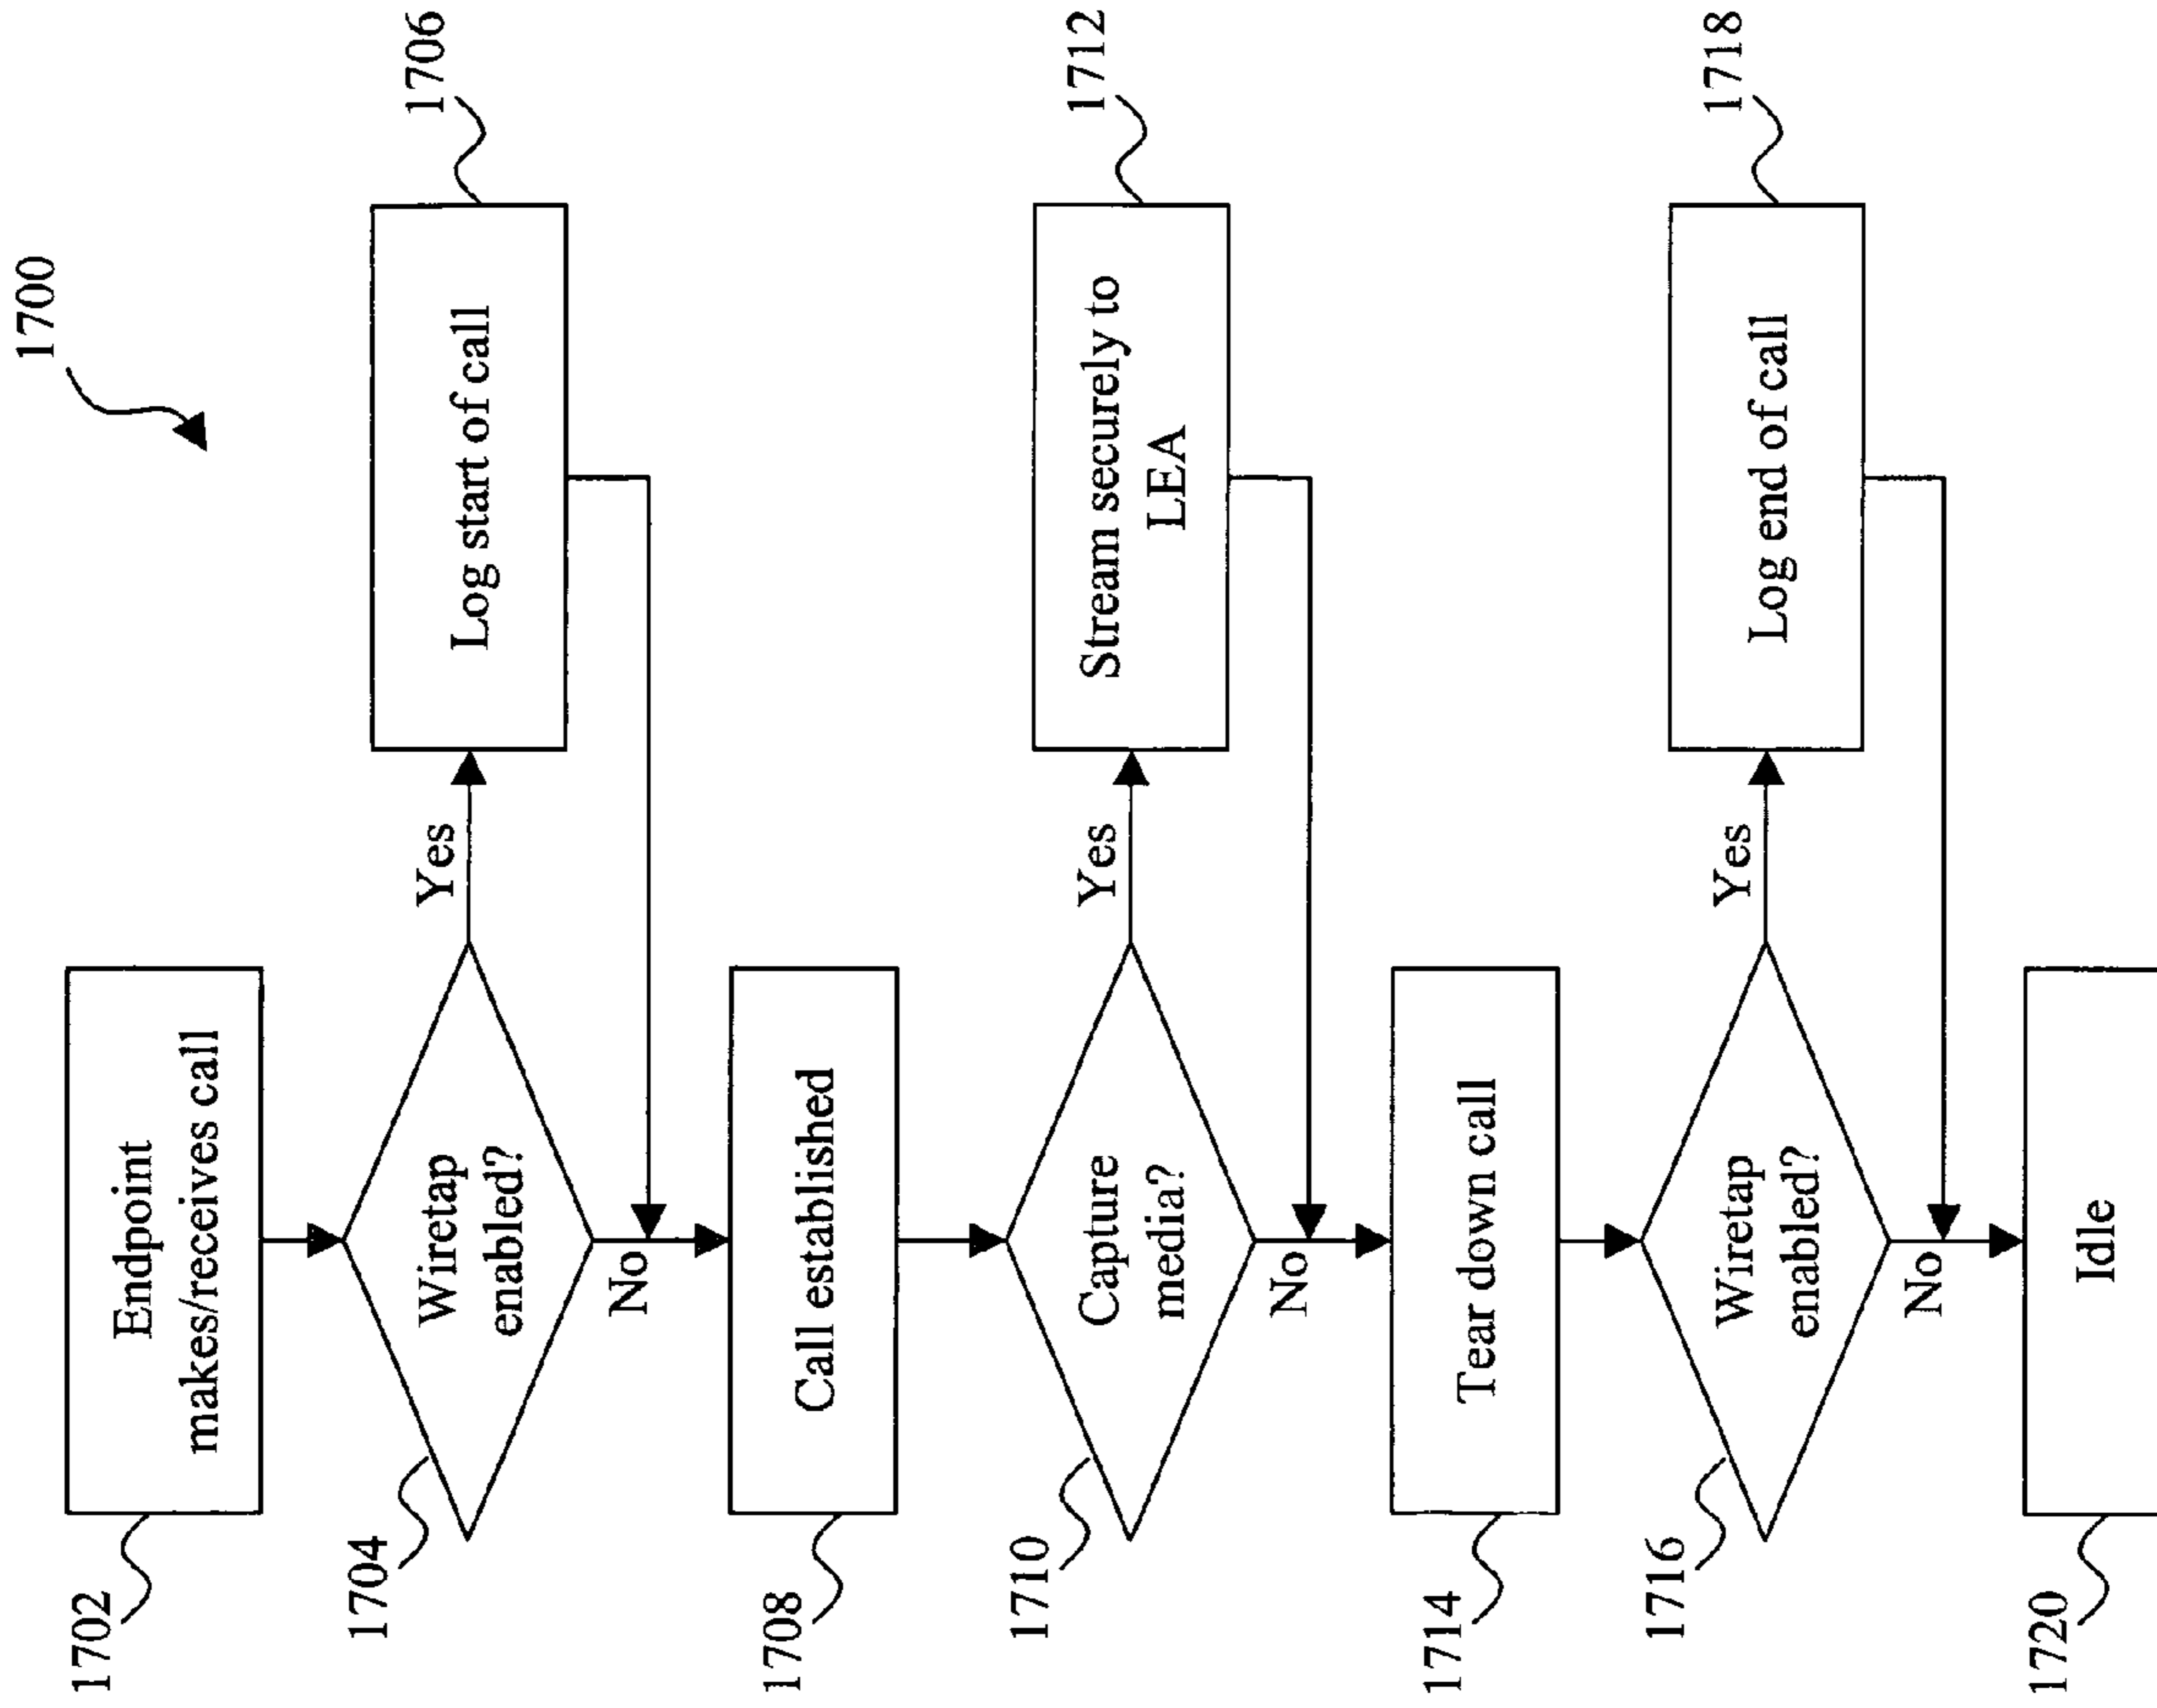 1700
1702
Endpoint
makes/receives call
1704
Wiretap
enabled?
Yes
Log start of call
1706
No
1708
Call established
1710
Capture
media?
Yes
Stream securely to
LEA
1712
No
1714
Tear down call
1716
Wiretap
enabled?
Yes
Log end of call
1718
No
1720
Idle